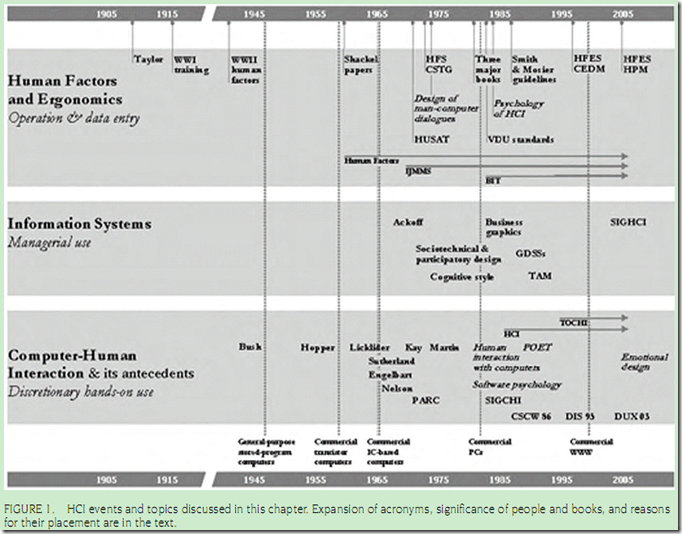 1905 1915 1945 1955 1965 1975 1985 1995 2005
Taylor
WWI
training
WWII
human
factors
Shackel
papers
HFS
CSTG
Three
major
books
Smith
& Mosier
guidelines
HFES
CEDM
HFES
HPM
Human Factors
and Ergonomics
Operation & data entry
Design of
man-computer
dialogues
Psychology
of HCI
HUSAT
VDU standards
Human Factors
IJMMS
BIT
Information Systems
Managerial use
Ackoff
Business
graphics
SIGHCI
Sociotechnical &
participatory design
GDSSs
Cognitive style
TAM
TOCHI
HCI
Computer-Human
Interaction & its antecedents
Discretionary hands-on use
Bush
Hopper
Licklider
Kay
Martin
Human
interaction
with computers
POET
Emotional
design
Sutherland
Engelbart
Nelson
Software psychology
PARC
SIGCHI
CSCW 86
DIS 95
DUX 03
General-purpose
stored-program
computers
Commercial
transistor
computers
Commercial
IC-based
computers
Commercial
PCs
Commercial
WWW
1905 1915 1945 1955 1965 1975 1985 1995 2005
FIGURE 1. HCI events and topics discussed in this chapter. Expansion of acronyms, significance of people and books, and reasons
for their placement are in the text.